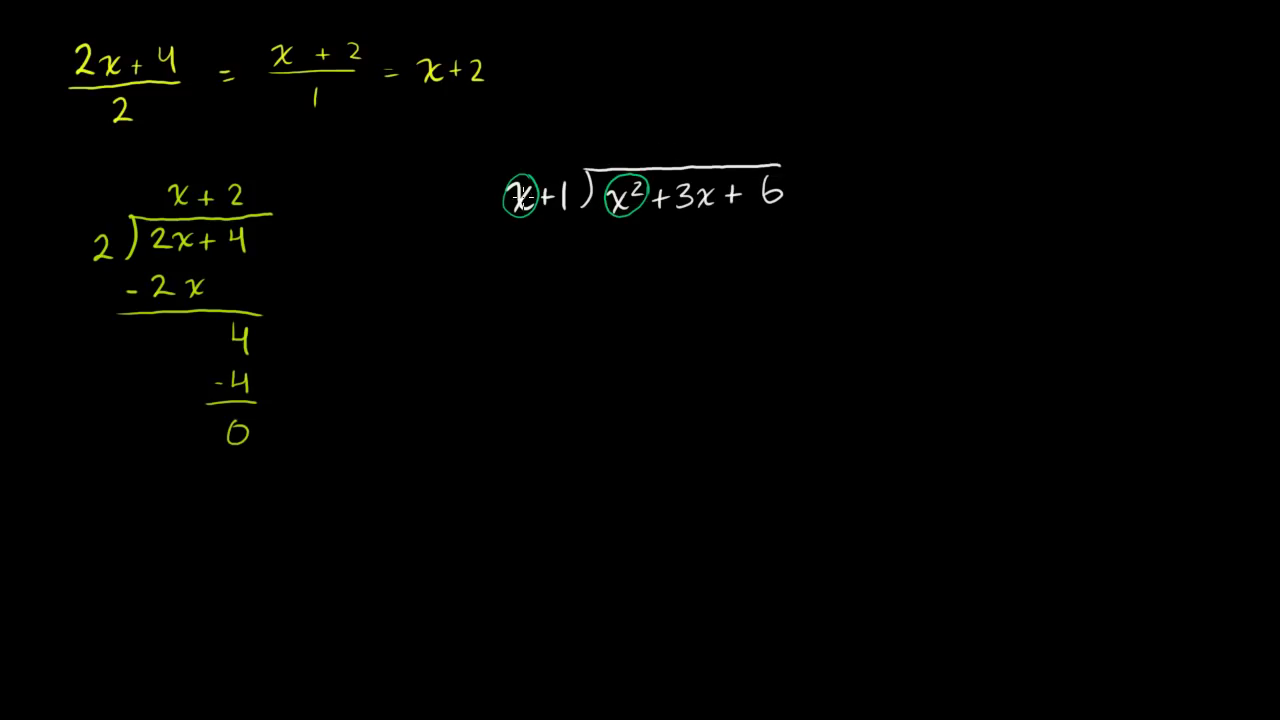 2x+4/2 = x + 2/1 = x+2
x + 2
2)2x+4
-2x
4
-4
0
x+1)x²+3x+6